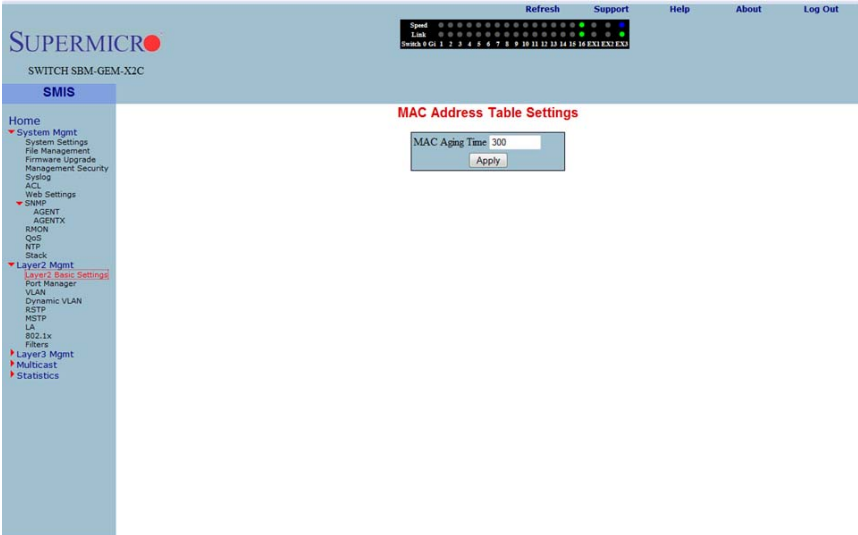 Refresh Support Help About Log Out
SUPERMICRO
SWITCH SBM-GEM-X2C
Speed
Link
Switch 0 Gi 1 2 3 4 5 6 7 8 9 10 11 12 13 14 15 16 EX1 EX2 EX3
SMIS
Home
System Mgmt
System Settings
File Management
Firmware Upgrade
Management Security
Syslog
ACL
Web Settings
SNMP
AGENT
AGENTX
RMON
QoS
NTP
Stack
Layer2 Mgmt
Layer2 Basic Settings
Port Manager
VLAN
Dynamic VLAN
RSTP
MSTP
LA
802.1x
Filters
Layer3 Mgmt
Multicast
Statistics
MAC Address Table Settings
MAC Aging Time 300
Apply